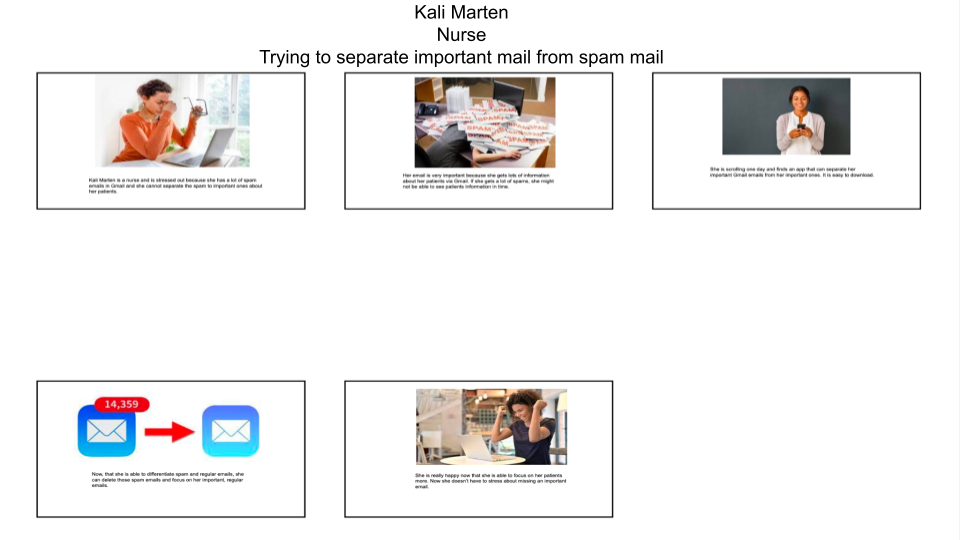 Kali Marten
Nurse
Trying to separate important mail from spam mail
SPAM
SPAM
SPAM
Kali Marten is a nurse and is stressed out because she has a lot of spam
emails in Gmail and she cannot separate the spam to important ones about
her patients.
Her email is very important because she gets lots of information
about her patients via Gmail. If she gets a lot of spams, she might
not be able to see patients information in time.
She is scrolling one day and finds an app that can separate her
important Gmail emails from her important ones. It is easy to download.
14,359
Now, that she is able to differentiate spam and regular emails, she
can delete those spam emails and focus on her important, regular
emails.
She is really happy now that she is able to focus on her patients
more. Now she doesn't have to stress about missing an important
email.